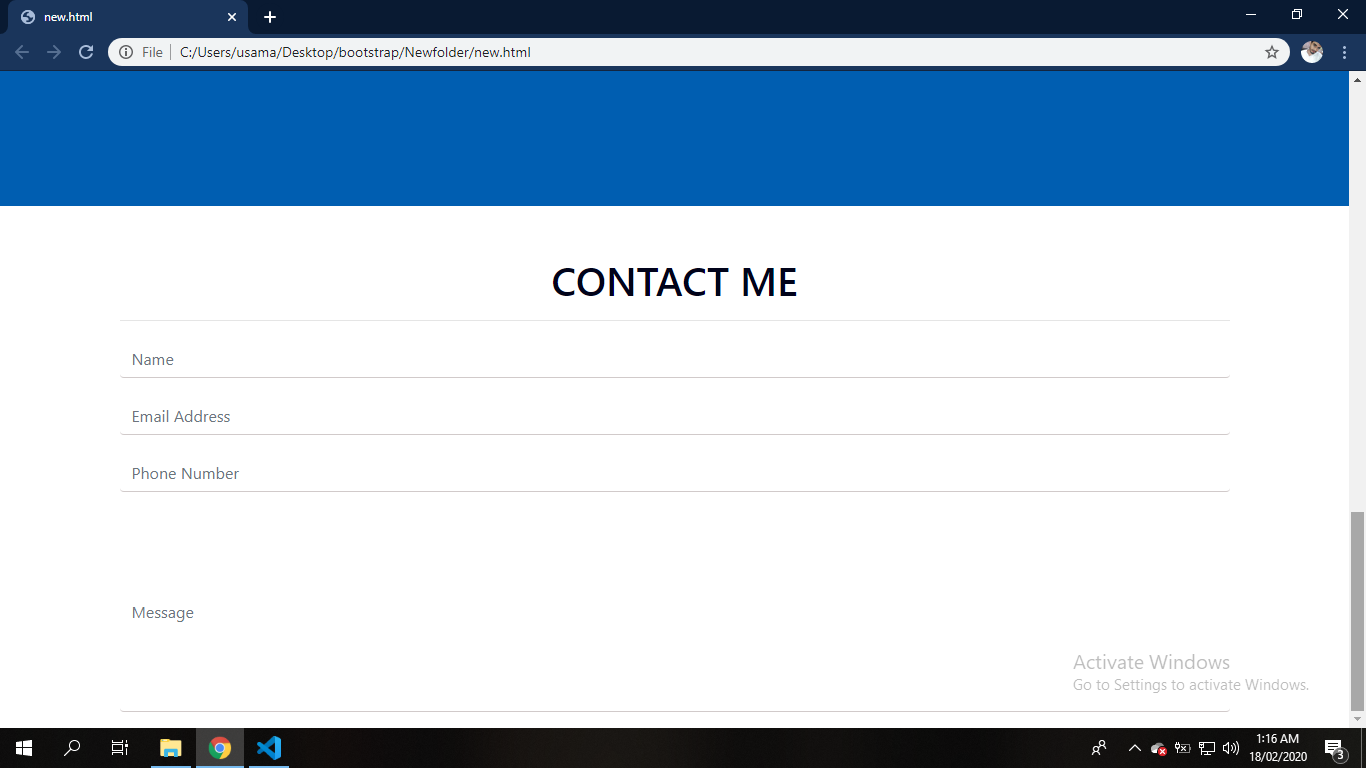 new.html
File
C:/Users/usama/Desktop/bootstrap/Newfolder/new.html
CONTACT ME
Name
Email Address
Phone Number
Message
Activate Windows
Go to Settings to activate Windows.
1:16 AM
18/02/2020
3